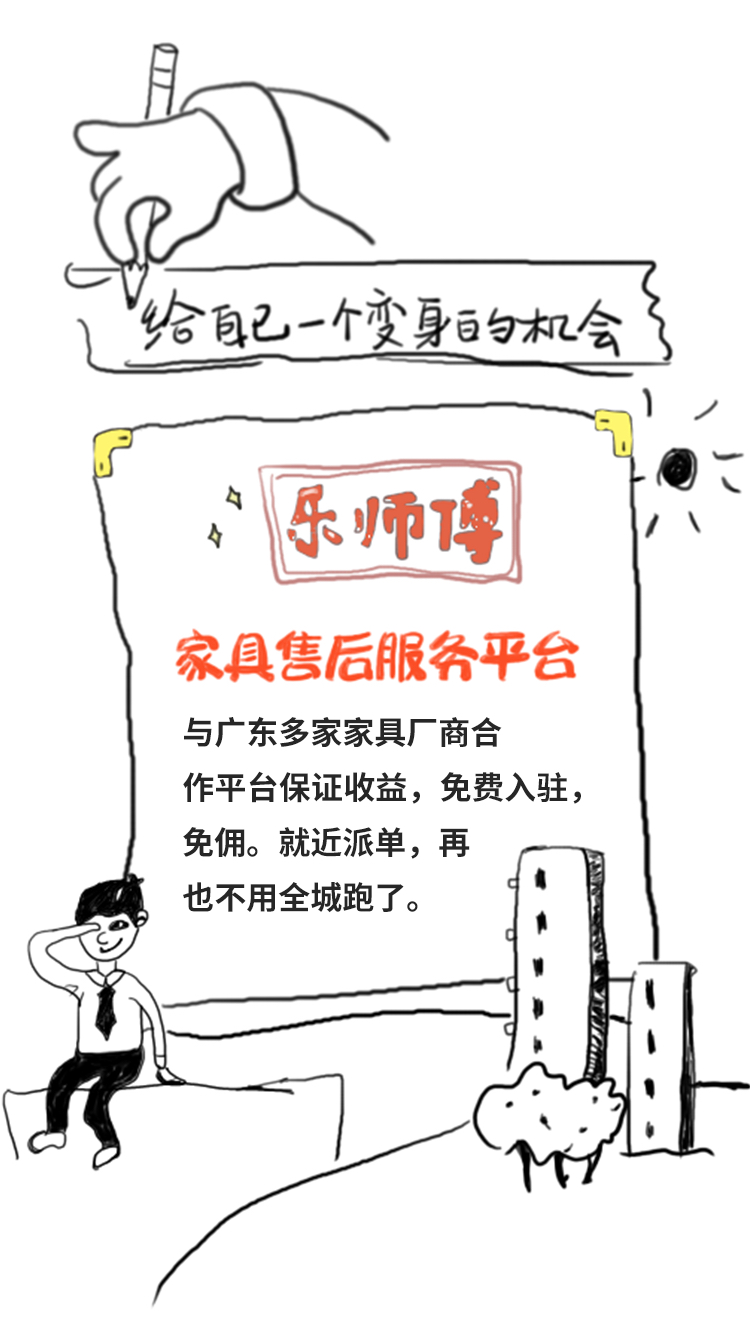 给自己一个变身的机会
乐师傅
家具售后服务平台
与广东多家家具厂商合
作平台保证收益，免费入驻，
免佣。就近派单，再
也不用全城跑了。